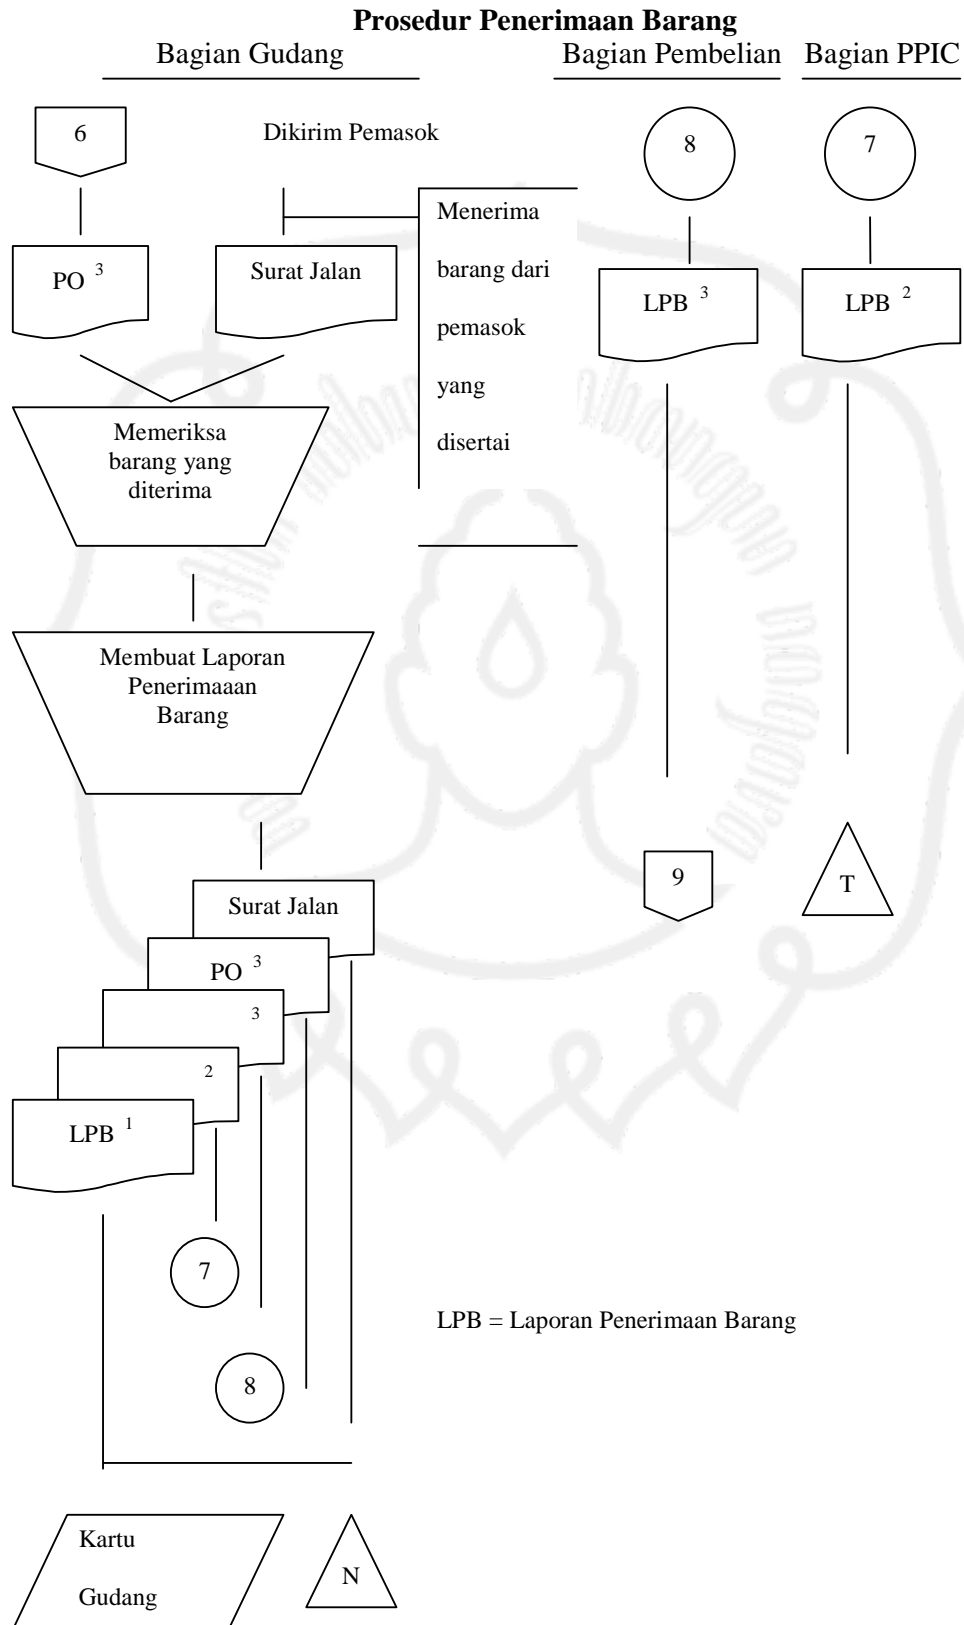 Prosedur Penerimaan Barang
Bagian Gudang
Bagian Pembelian
Bagian PPIC
6
Dikirim Pemasok
8
7
Menerima
barang dari
pemasok
yang
disertai
PO 3
Surat Jalan
LPB 3
LPB 2
Memeriksa
barang yang
diterima
Membuat Laporan
Penerimaaan
Barang
9
T
Surat Jalan
PO 3
3
2
LPB 1
7
8
LPB = Laporan Penerimaan Barang
Kartu
Gudang
N